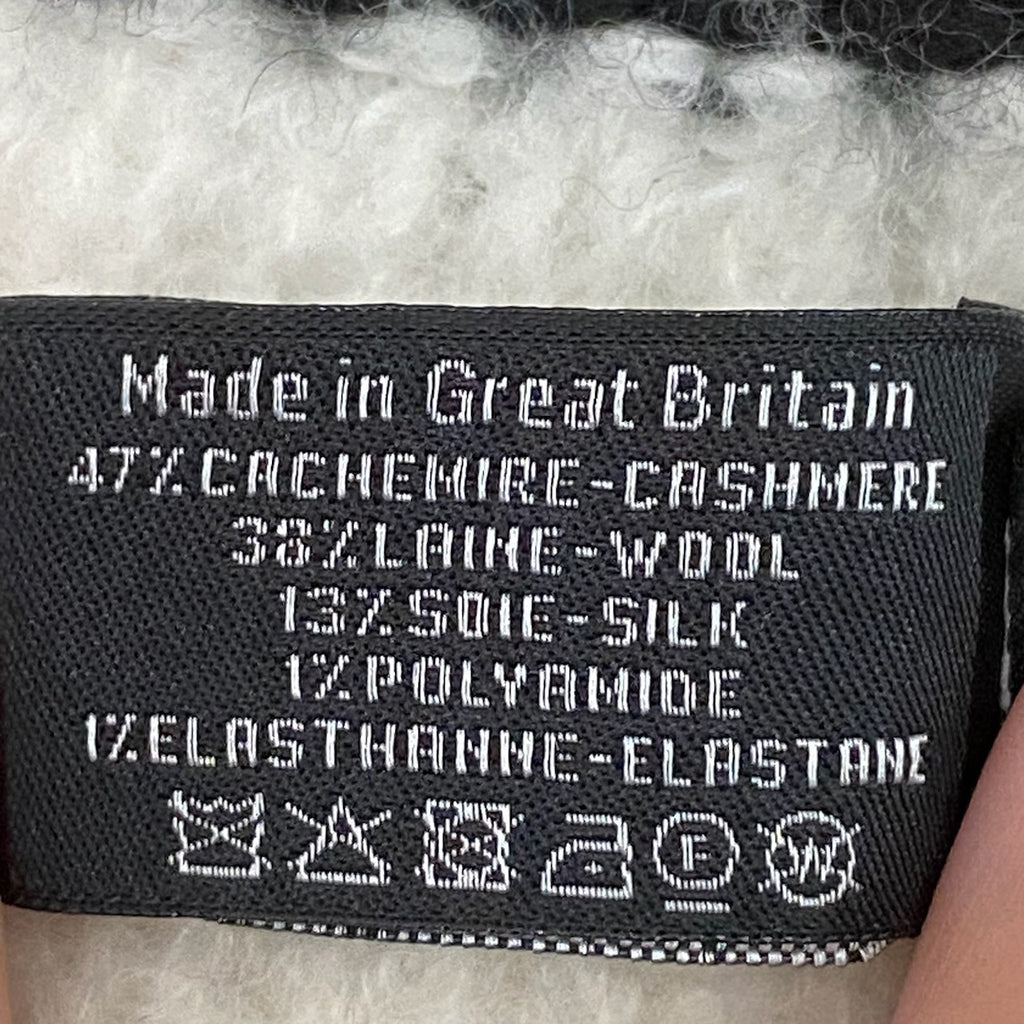 Made in Great Britain
47% CACHEMIRE-CASHMERE
38% LAINE-WOOL
13% SOIE-SILK
1% POLYAMIDE
1% ELASTHANNE-ELASTANE
F W